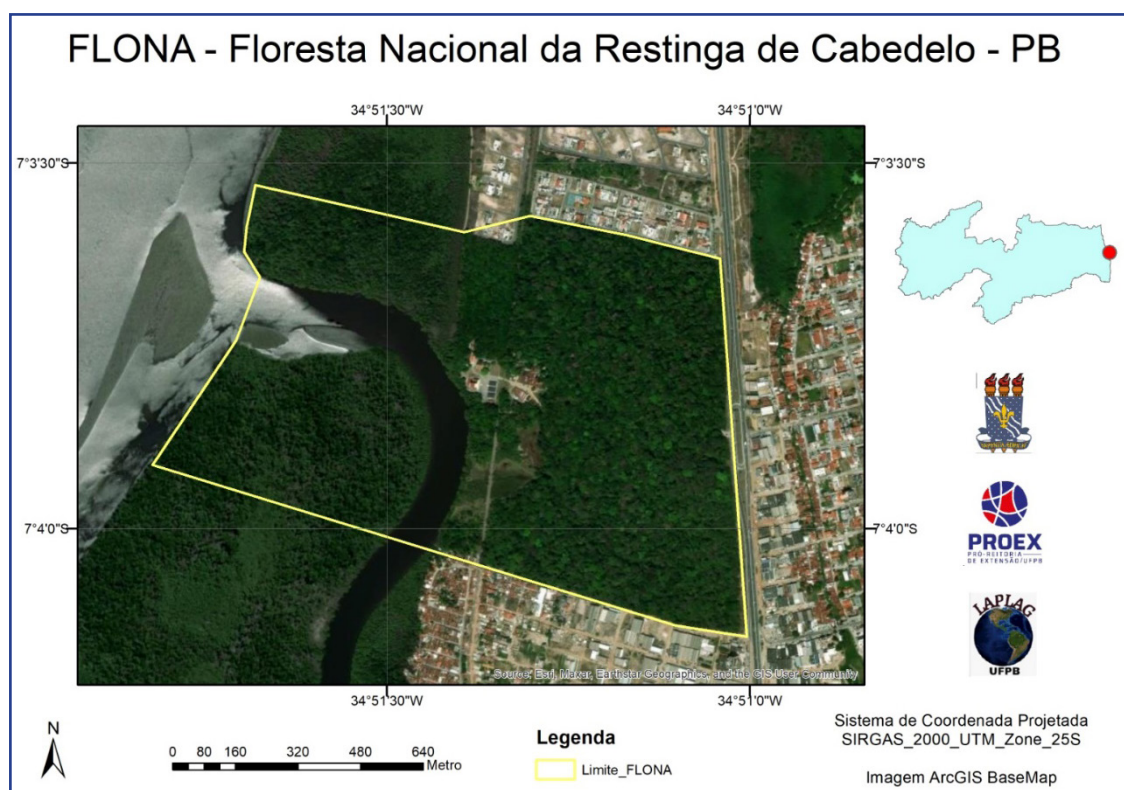 FLONA - Floresta Nacional da Restinga de Cabedelo - PB
34°51'30"W
34°51'0"W
7°3'30"S
7°3'30"S
7°4'0"S
7°4'0"S
PROEX
PRÓ-REITORIA
DE EXTENSÃO/UFPB
LAPLAG
UFPB
Source: Esri, Maxar, Earthstar Geographics, and the GIS User Community
34°51'30"W
34°51'0"W
N
0 80 160 320 480 640
Metro
Legenda
Limite_FLONA
Sistema de Coordenada Projetada
SIRGAS_2000_UTM_Zone_25S
Imagem ArcGIS BaseMap